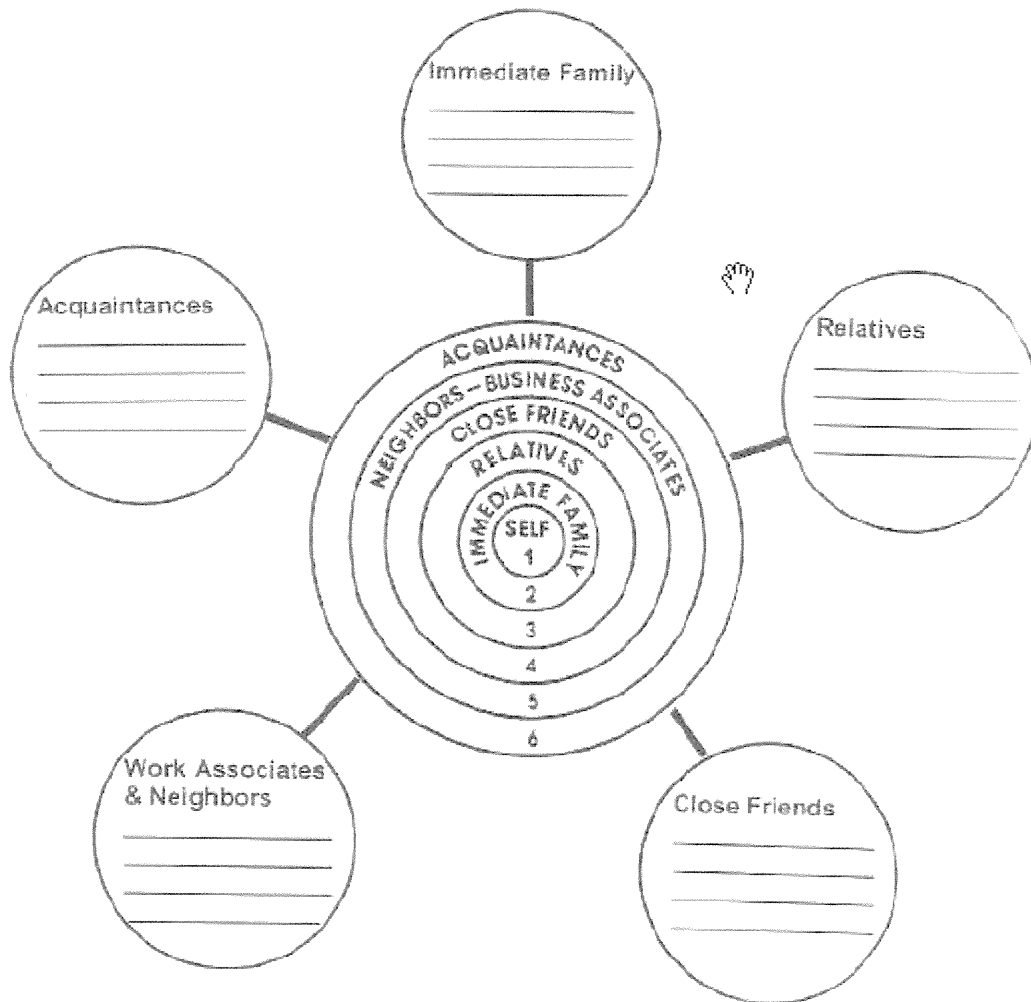 Immediate Family
Acquaintances
Relatives
ACQUAINTANCES
NEIGHBORS – BUSINESS ASSOCIATES
CLOSE FRIENDS
RELATIVES
IMMEDIATE FAMILY
SELF
1
2
3
4
5
6
Work Associates
& Neighbors
Close Friends